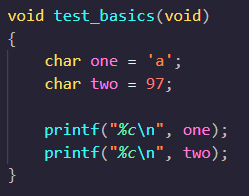 void test_basics(void)
{
    char one = 'a';
    char two = 97;

    printf("%c\n", one);
    printf("%c\n", two);
}